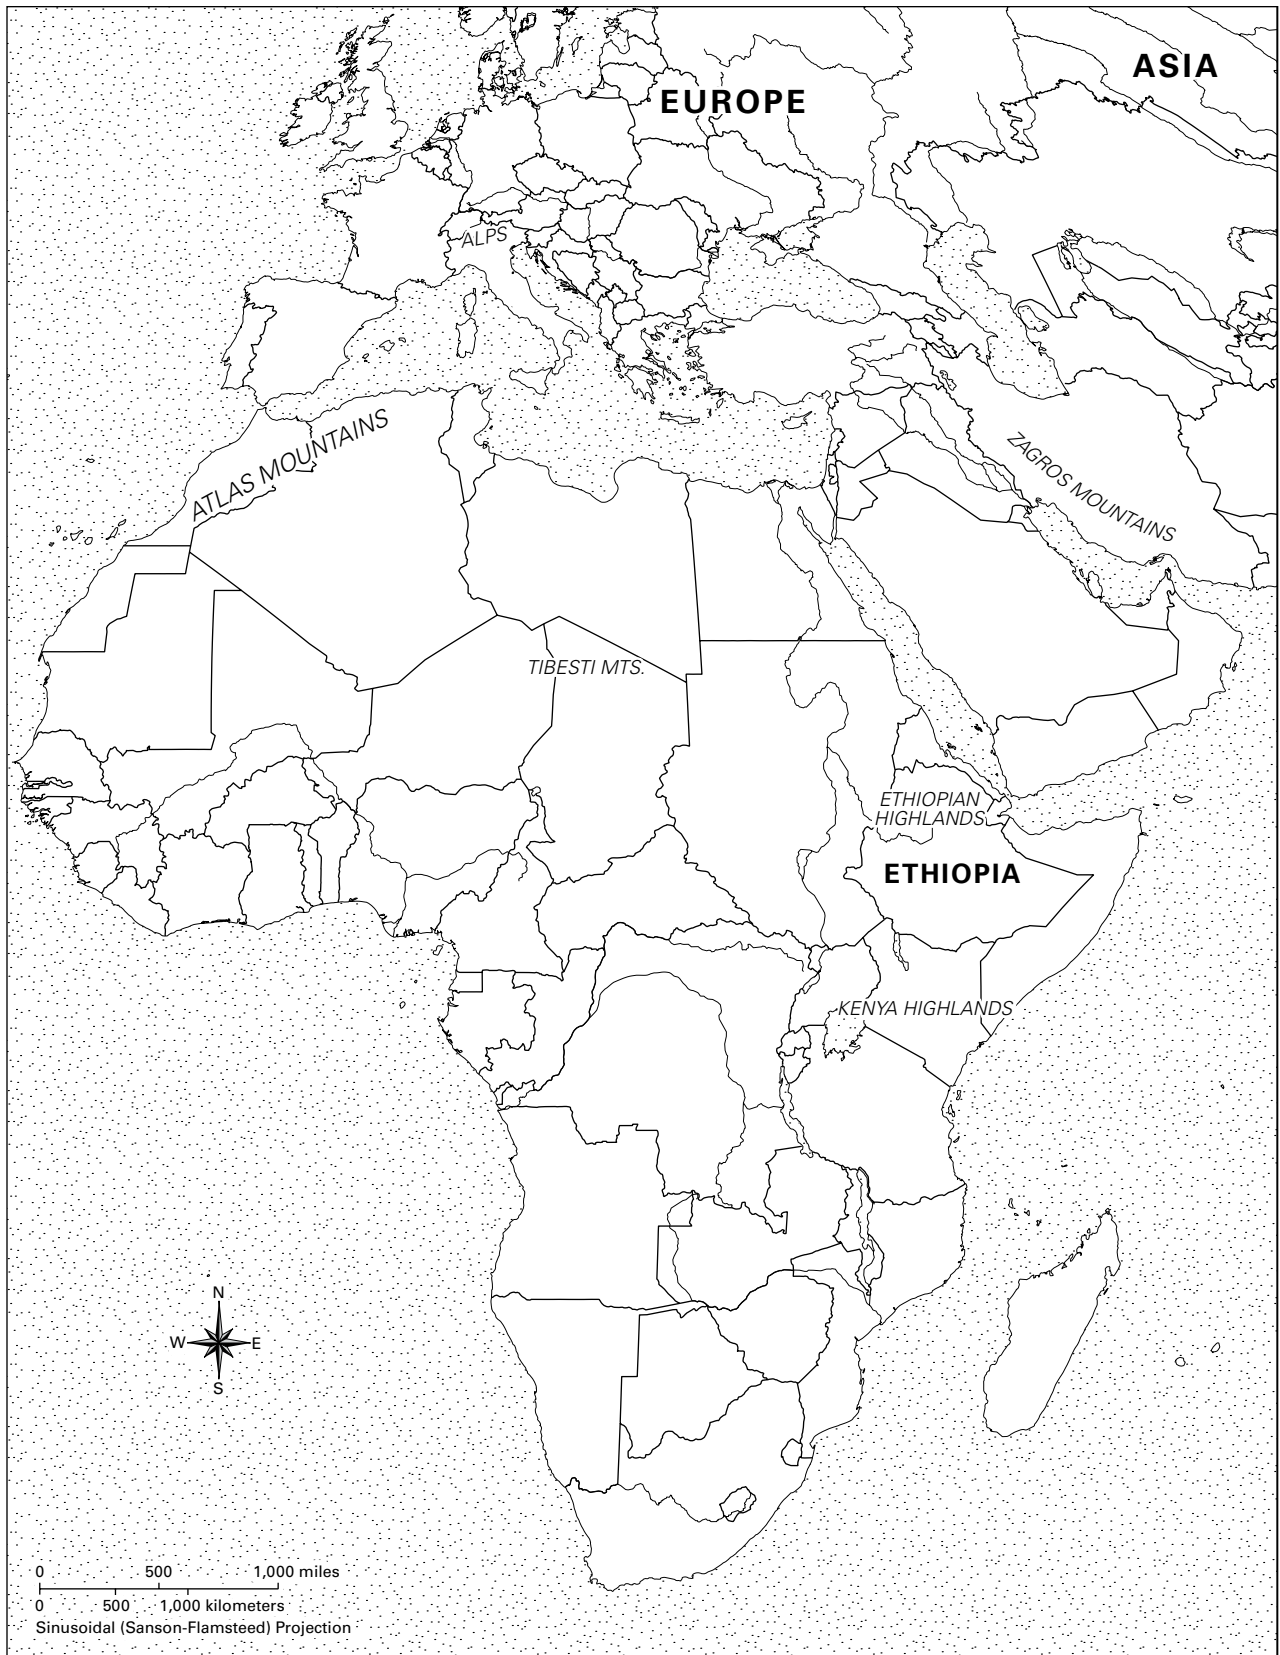 ASIA
EUROPE
ALPS
ATLAS MOUNTAINS
ZAGROS MOUNTAINS
TIBESTI MTS.
ETHIOPIAN
HIGHLANDS
ETHIOPIA
KENYA HIGHLANDS
N
W E
S
0 500 1,000 miles
0 500 1,000 kilometers
Sinusoidal (Sanson-Flamsteed) Projection